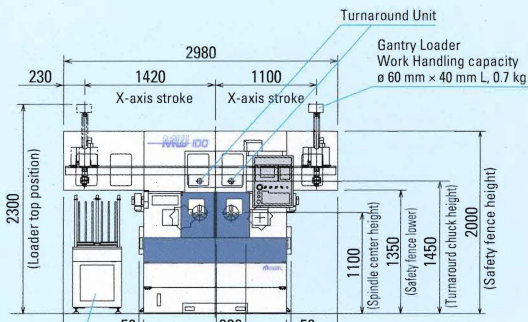 Turnaround Unit
2980
Gantry Loader
Work Handling capacity
ø 60 mm × 40 mm L, 0.7 kg
230
1420
1100
X-axis stroke
X-axis stroke
MW 100
2300
(Loader top position)
1100
(Spindle center height)
1350
(Safety fence lower)
1450
(Turnaround chuck height)
2000
(Safety fence height)